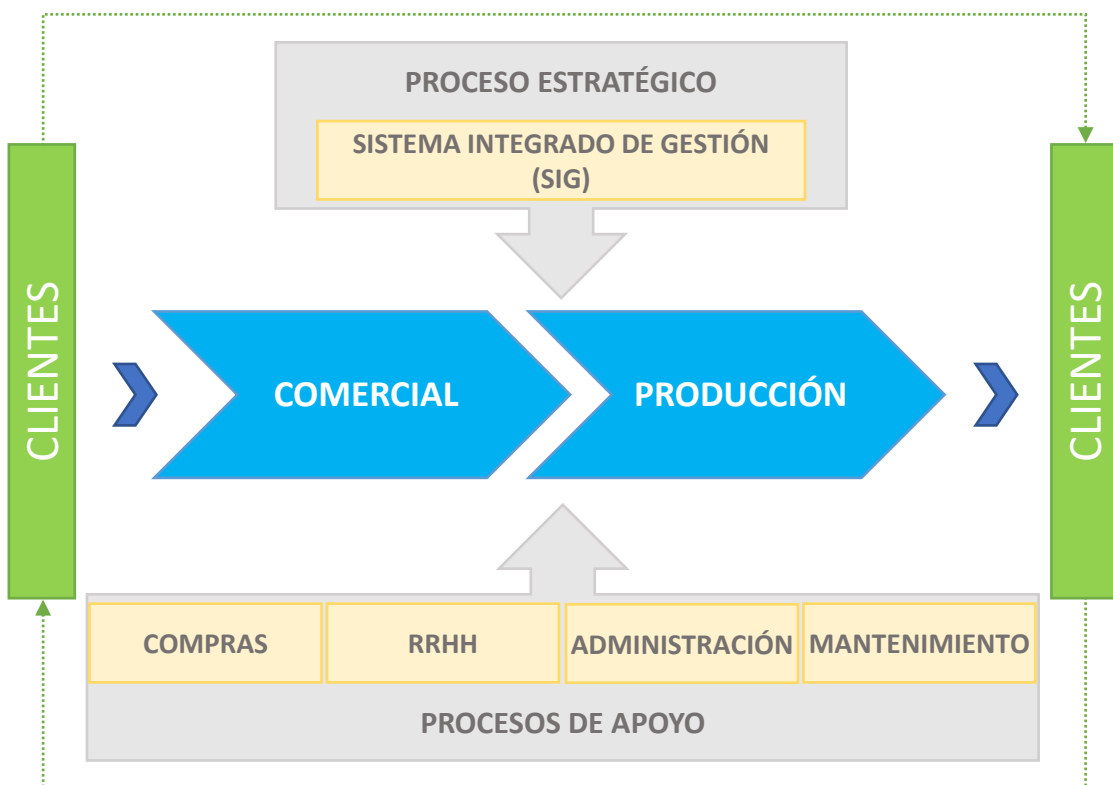 PROCESO ESTRATÉGICO
SISTEMA INTEGRADO DE GESTIÓN
(SIG)
CLIENTES
COMERCIAL
PRODUCCIÓN
CLIENTES
COMPRAS
RRHH
ADMINISTRACIÓN
MANTENIMIENTO
PROCESOS DE APOYO